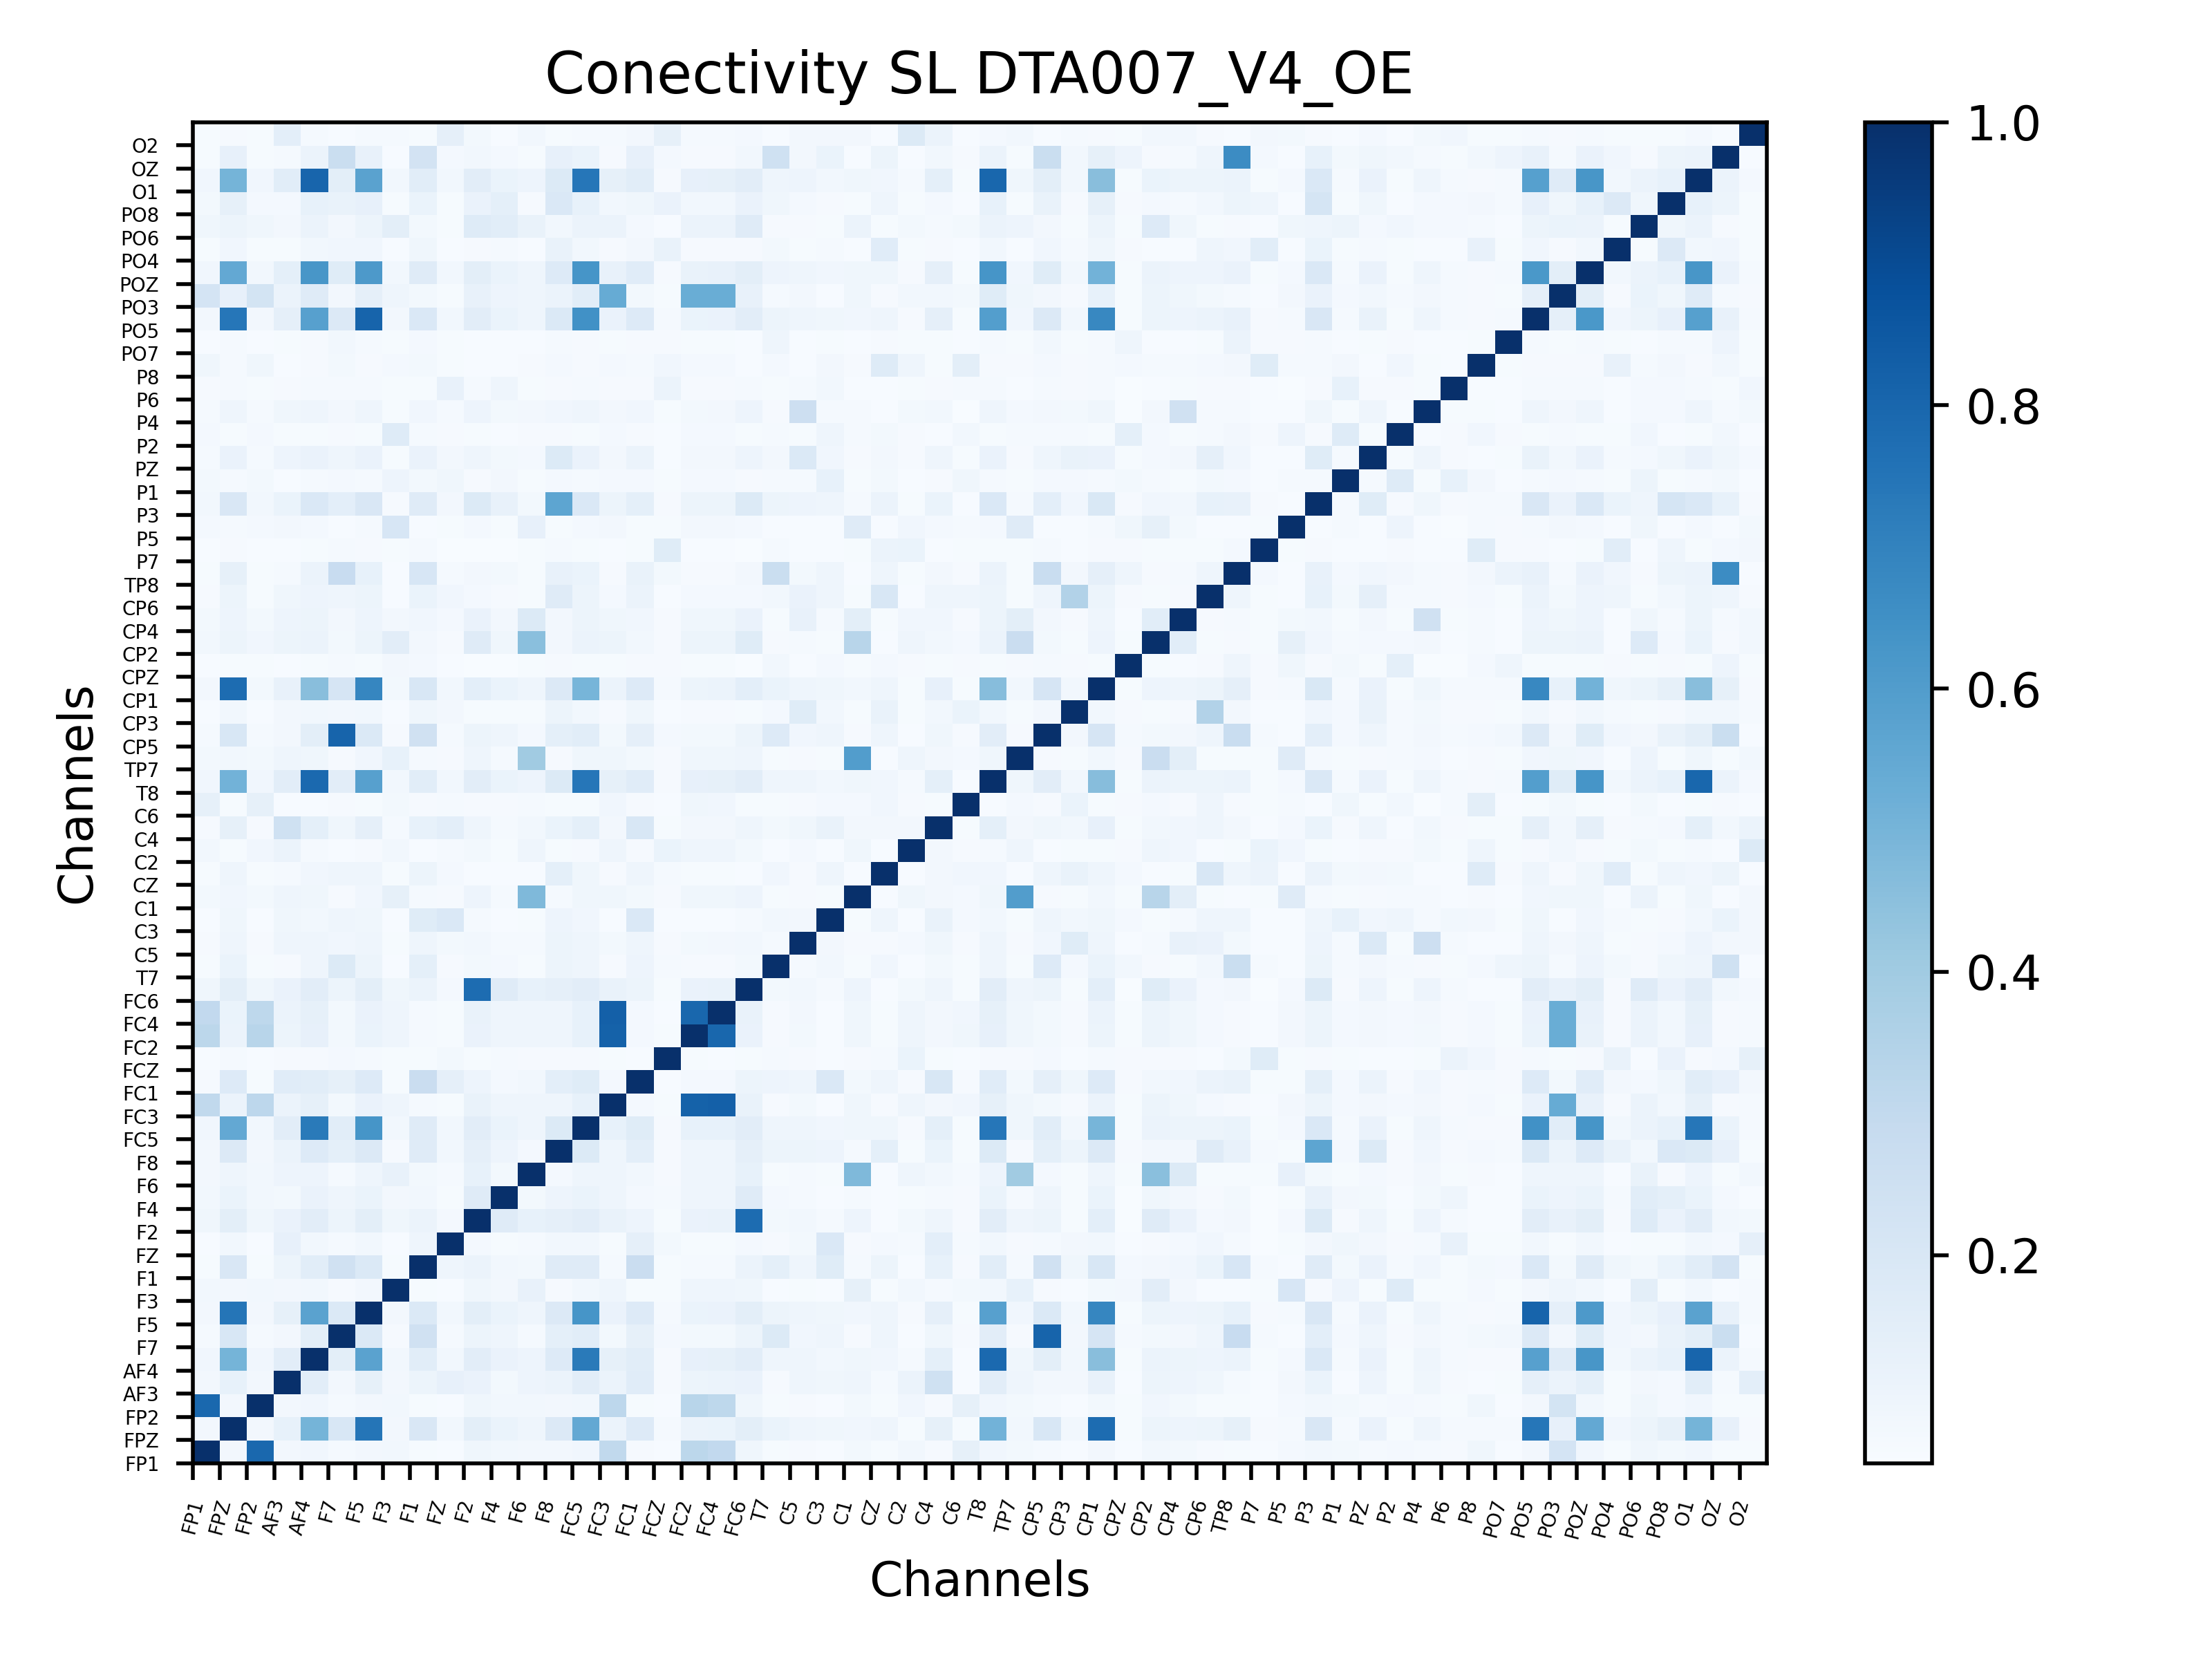 Conectivity SL DTA007_V4_OE
O2
OZ
O1
PO8
PO6
PO4
POZ
PO3
PO5
PO7
P8
P6
P4
P2
PZ
P1
P3
P5
P7
TP8
CP6
CP4
CP2
CPZ
CP1
CP3
CP5
TP7
T8
C6
C4
C2
CZ
C1
C3
C5
T7
FC6
FC4
FC2
FCZ
FC1
FC3
FC5
F8
F6
F4
F2
FZ
F1
F3
F5
F7
AF4
AF3
FP2
FPZ
FP1
Channels
FP1 FPZ FP2 AF3 AF4 F7 F5 F3 F1 FZ F2 F4 F6 F8 FC5 FC3 FC1 FCZ FC2 FC4 FC6 T7 C5 C3 C1 CZ C2 C4 C6 T8 TP7 CP5 CP3 CP1 CPZ CP2 CP4 CP6 TP8 P7 P5 P3 P1 PZ P2 P4 P6 P8 PO7 PO5 PO3 POZ PO4 PO6 PO8 O1 OZ O2
Channels
1.0
0.8
0.6
0.4
0.2